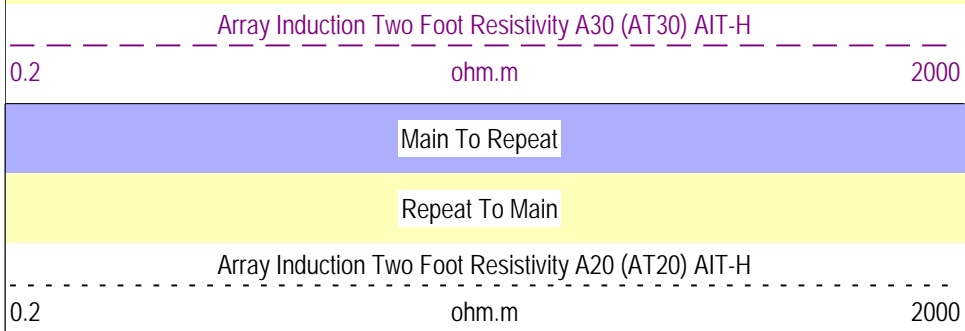 Array Induction Two Foot Resistivity A30 (AT30) AIT-H
0.2 ohm.m 2000
Main To Repeat
Repeat To Main
Array Induction Two Foot Resistivity A20 (AT20) AIT-H
0.2 ohm.m 2000